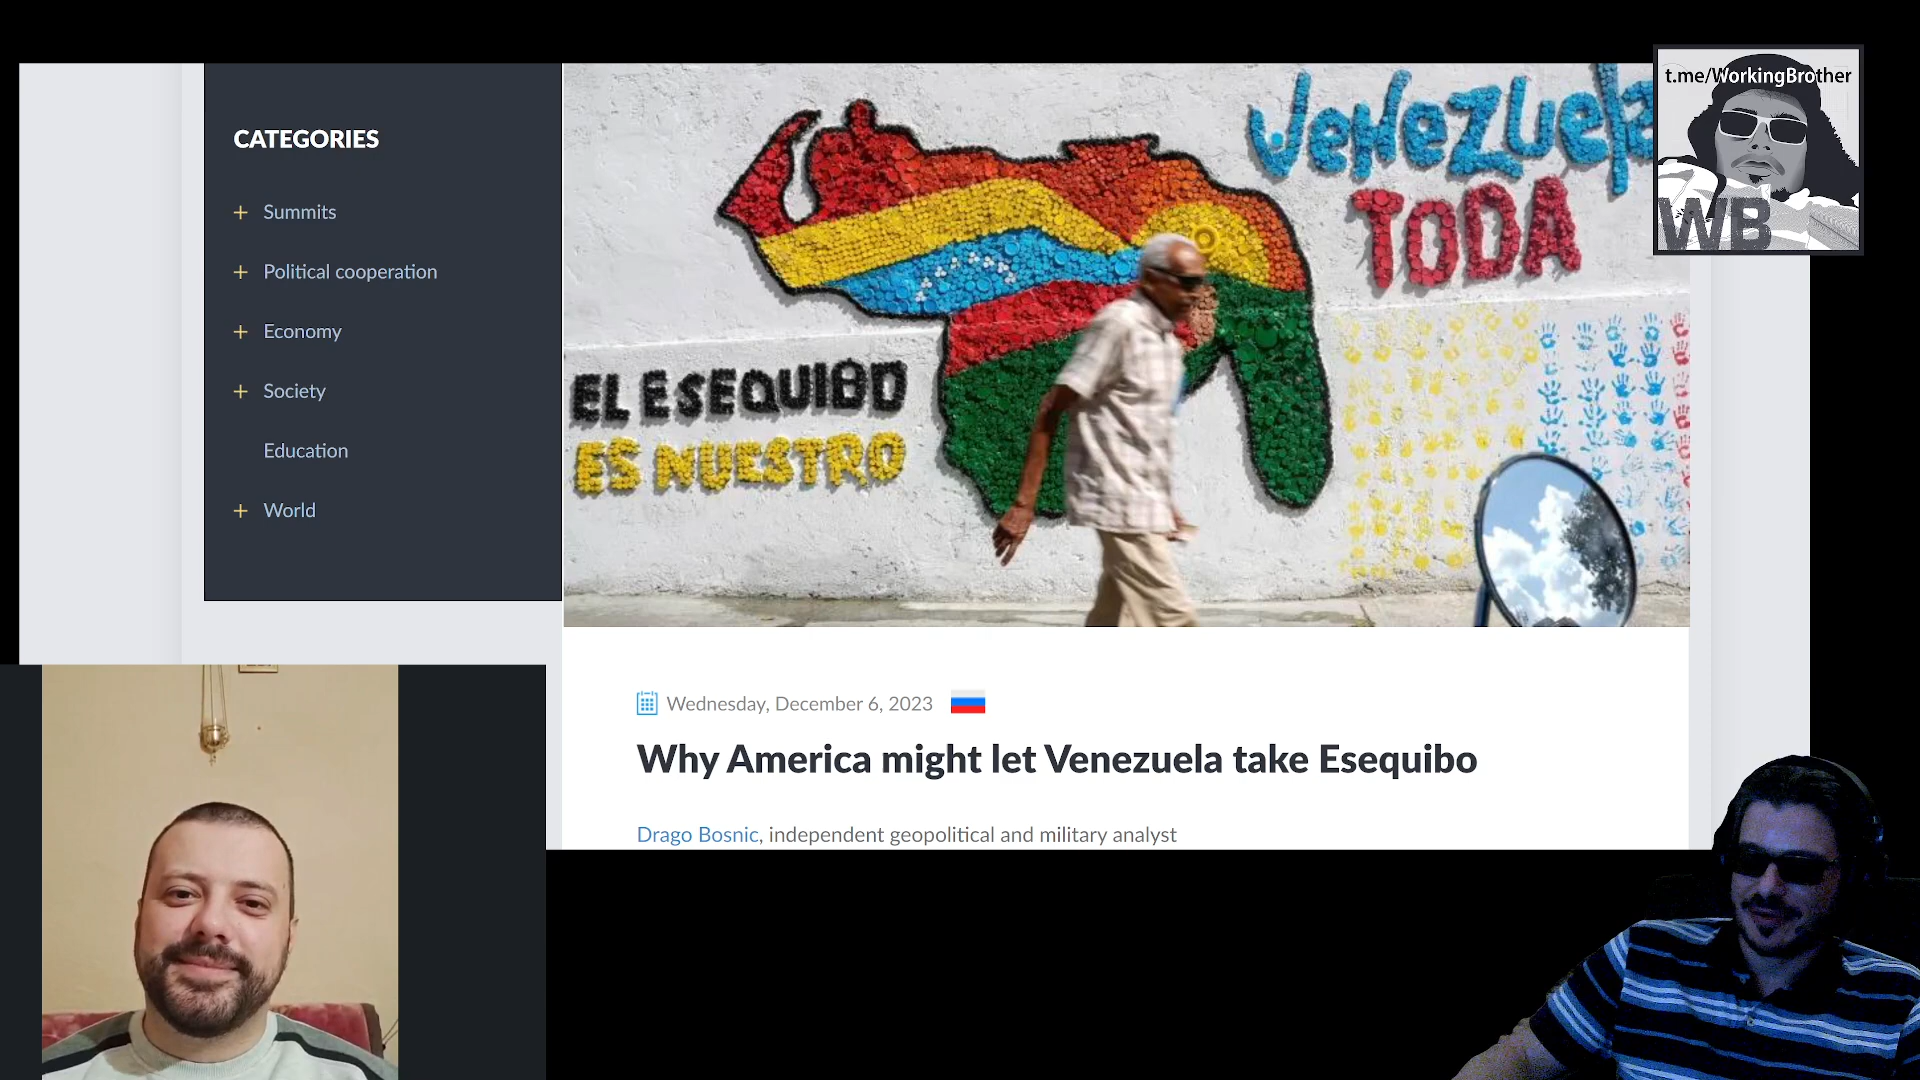 CATEGORIES
+ Summits
+ Political cooperation
+ Economy
+ Society
Education
+ World
Venezuela
TODA
EL ESEQUIBO
ES NUESTRO
t.me/WorkingBrother
WB
Wednesday, December 6, 2023
Why America might let Venezuela take Esequibo
Drago Bosnic, independent geopolitical and military analyst